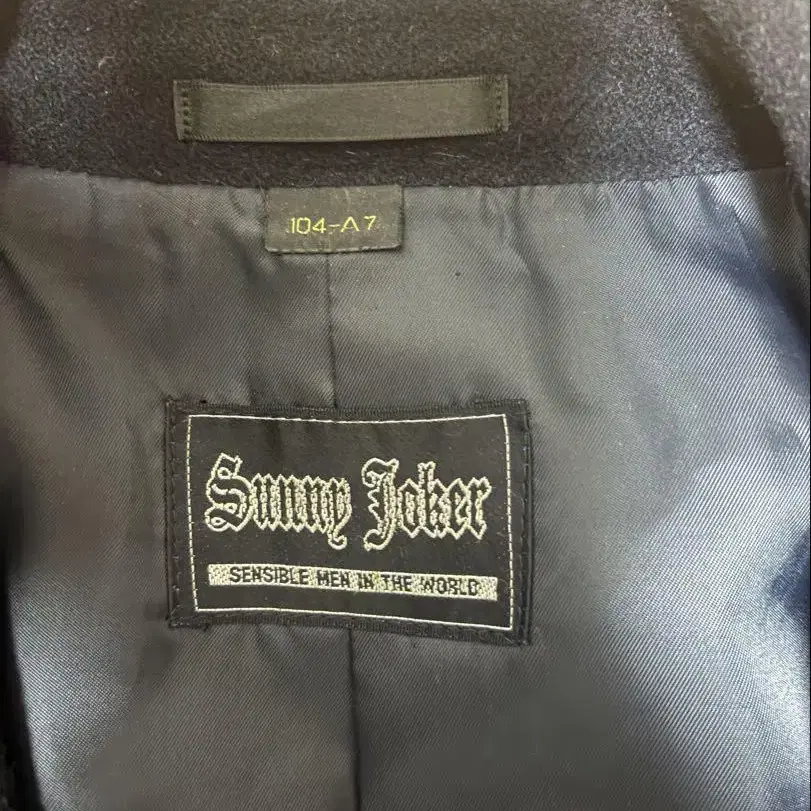 104-A7
Sunny Joker
SENSIBLE MEN IN THE WORLD